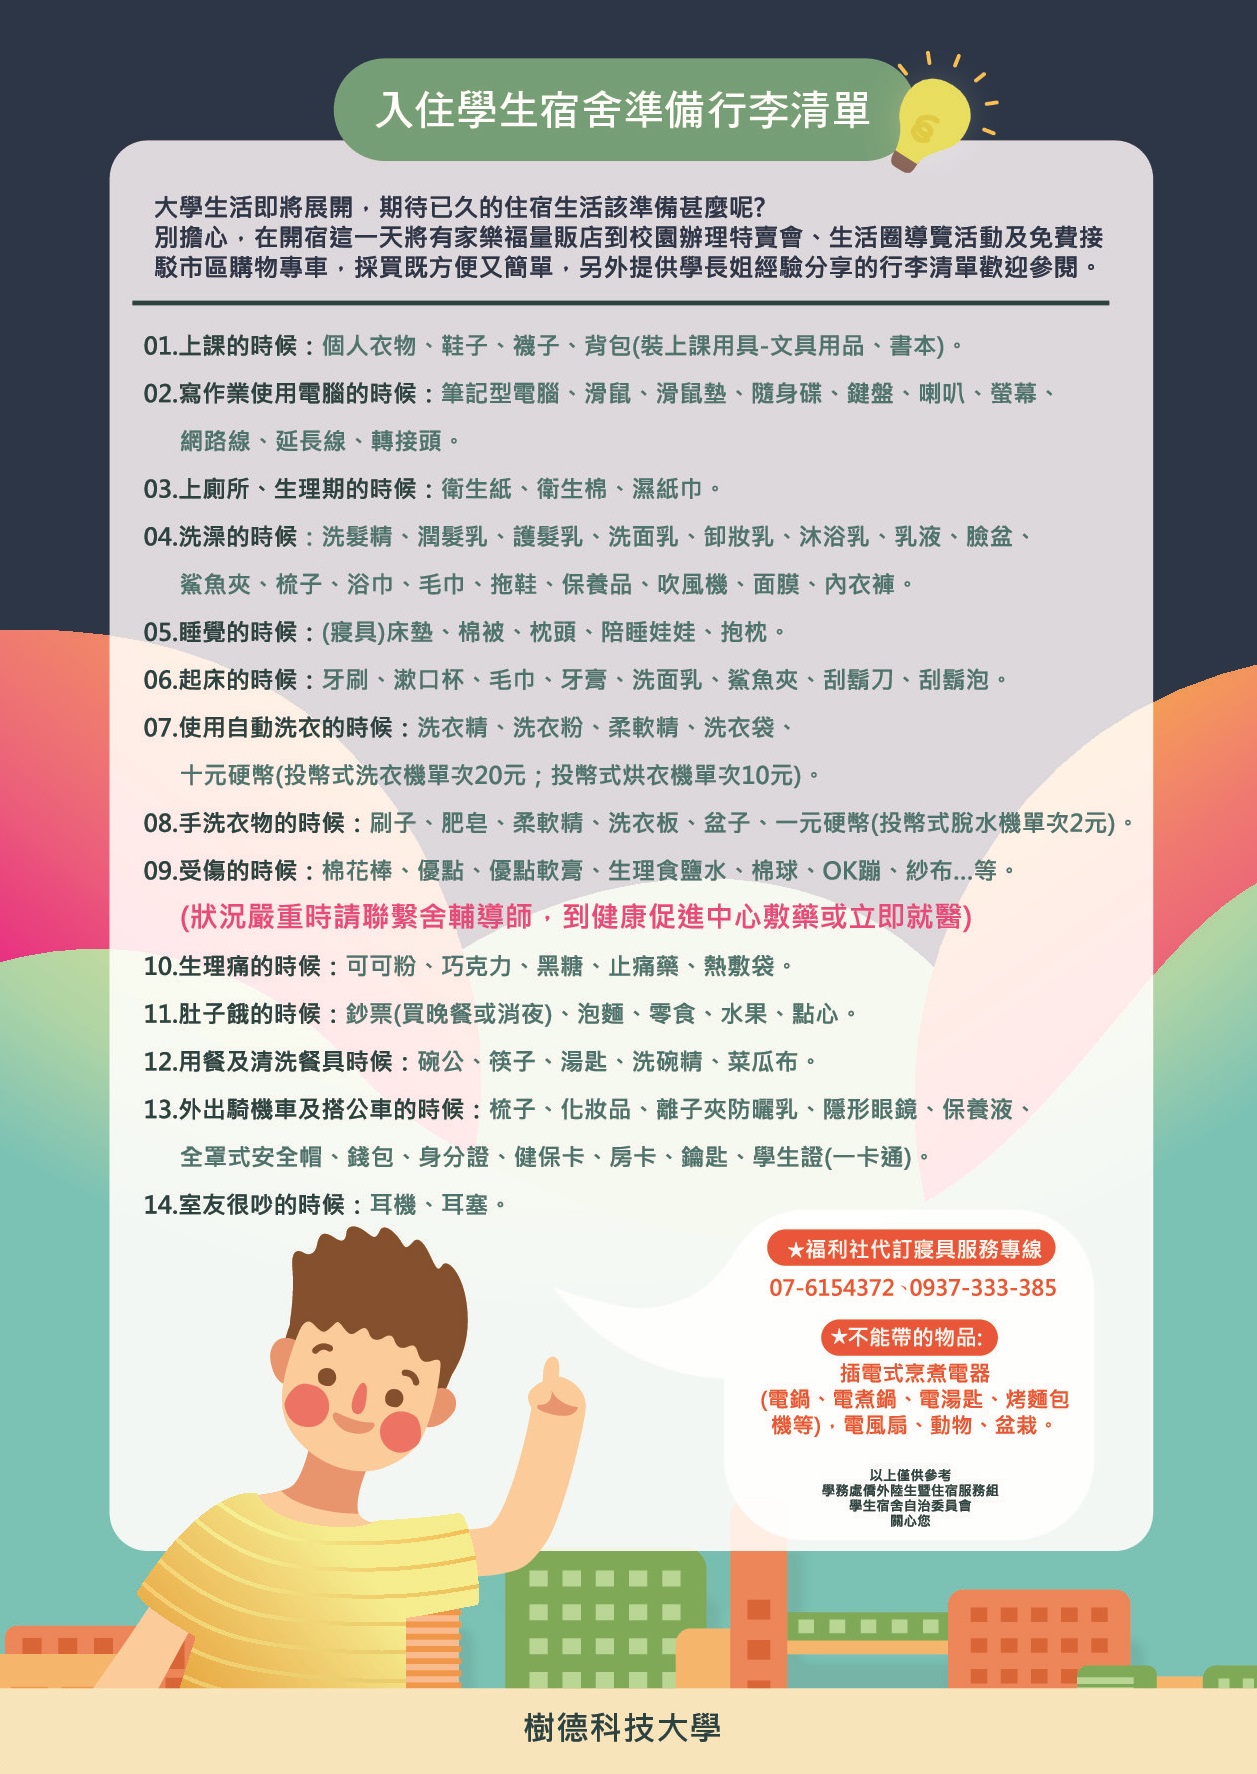 入住學生宿舍準備行李清單
大學生活即將展開，期待已久的住宿生活該準備甚麼呢?
別擔心，在開宿這一天將有家樂福量販店到校園辦理特賣會、生活圈導覽活動及免費接
駁市區購物專車，採買既方便又簡單，另外提供學長姐經驗分享的行李清單歡迎參閱。
01.上課的時候：個人衣物、鞋子、襪子、背包(裝上課用具-文具用品、書本)。
02.寫作業使用電腦的時候：筆記型電腦、滑鼠、滑鼠墊、隨身碟、鍵盤、喇叭、螢幕、
網路線、延長線、轉接頭。
03.上廁所、生理期的時候：衛生紙、衛生棉、濕紙巾。
04.洗澡的時候：洗髮精、潤髮乳、護髮乳、洗面乳、卸妝乳、沐浴乳、乳液、臉盆、
鯊魚夾、梳子、浴巾、毛巾、拖鞋、保養品、吹風機、面膜、內衣褲。
05.睡覺的時候：(寢具)床墊、棉被、枕頭、陪睡娃娃、抱枕。
06.起床的時候：牙刷、漱口杯、毛巾、牙膏、洗面乳、鯊魚夾、刮鬍刀、刮鬍泡。
07.使用自動洗衣的時候：洗衣精、洗衣粉、柔軟精、洗衣袋、
十元硬幣(投幣式洗衣機單次20元；投幣式烘衣機單次10元)。
08.手洗衣物的時候：刷子、肥皂、柔軟精、洗衣板、盆子、一元硬幣(投幣式脫水機單次2元)。
09.受傷的時候：棉花棒、優點、優點軟膏、生理食鹽水、棉球、OK蹦、紗布...等。
(狀況嚴重時請聯繫舍輔導師，到健康促進中心敷藥或立即就醫)
10.生理痛的時候：可可粉、巧克力、黑糖、止痛藥、熱敷袋。
11.肚子餓的時候：鈔票(買晚餐或消夜)、泡麵、零食、水果、點心。
12.用餐及清洗餐具時候：碗公、筷子、湯匙、洗碗精、菜瓜布。
13.外出騎機車及搭公車的時候：梳子、化妝品、離子夾防曬乳、隱形眼鏡、保養液、
全罩式安全帽、錢包、身分證、健保卡、房卡、鑰匙、學生證(一卡通)。
14.室友很吵的時候：耳機、耳塞。
★福利社代訂寢具服務專線
07-6154372、0937-333-385
★不能帶的物品:
插電式烹煮電器
(電鍋、電煮鍋、電湯匙、烤麵包
機等)，電風扇、動物、盆栽。
以上僅供參考
學務處僑外陸生暨住宿服務組
學生宿舍自治委員會
關心您
樹德科技大學